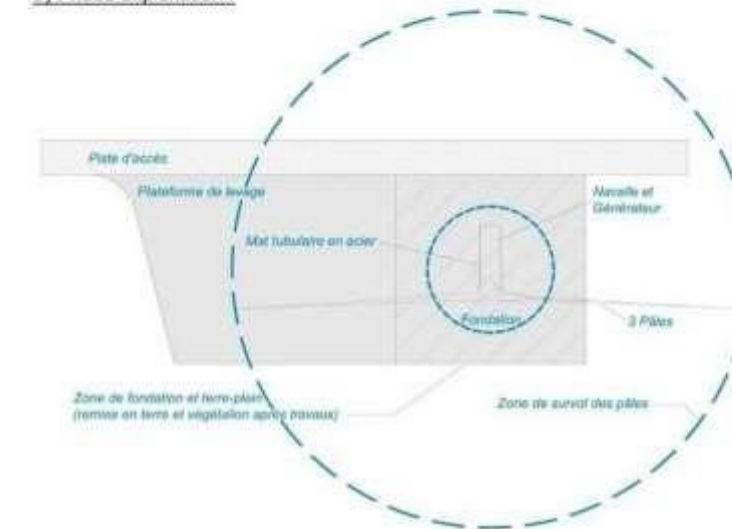 Piste d'accès
Plateforme de levage
Nacelle et
Générateur
Mat tubulaire en acier
Fondation
3 Pâles
Zone de fondation et terre-plein
(remise en terre et végétation après travaux)
Zone de survol des pâles